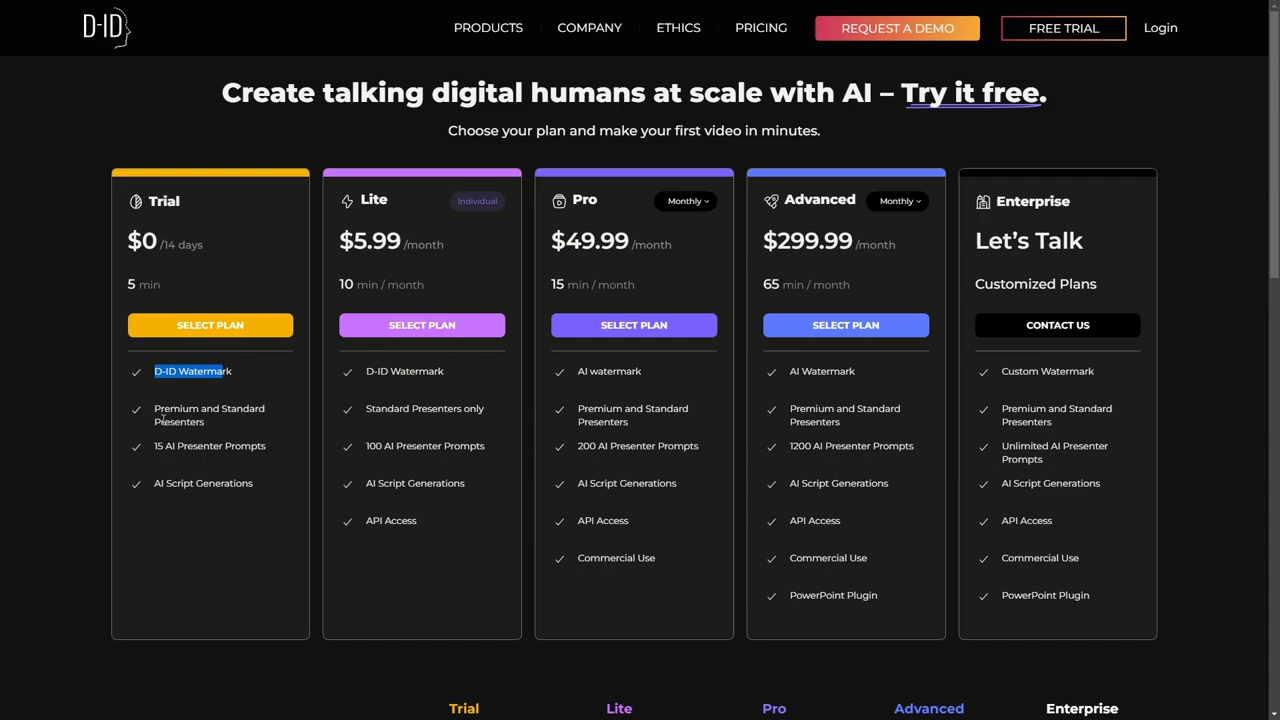 D-ID
PRODUCTS
COMPANY
ETHICS
PRICING
REQUEST A DEMO
FREE TRIAL
Login
Create talking digital humans at scale with AI – Try it free.
Choose your plan and make your first video in minutes.
Trial
$0 /14 days
5 min
SELECT PLAN
D-ID Watermark
Premium and Standard
Presenters
15 AI Presenter Prompts
AI Script Generations
Lite
Individual
$5.99 /month
10 min / month
SELECT PLAN
D-ID Watermark
Standard Presenters only
100 AI Presenter Prompts
AI Script Generations
API Access
Pro
Monthly
$49.99 /month
15 min / month
SELECT PLAN
AI watermark
Premium and Standard
Presenters
200 AI Presenter Prompts
AI Script Generations
API Access
Commercial Use
Advanced
Monthly
$299.99 /month
65 min / month
SELECT PLAN
AI Watermark
Premium and Standard
Presenters
1200 AI Presenter Prompts
AI Script Generations
API Access
Commercial Use
PowerPoint Plugin
Enterprise
Let's Talk
Customized Plans
CONTACT US
Custom Watermark
Premium and Standard
Presenters
Unlimited AI Presenter
Prompts
AI Script Generations
API Access
Commercial Use
PowerPoint Plugin
Trial
Lite
Pro
Advanced
Enterprise